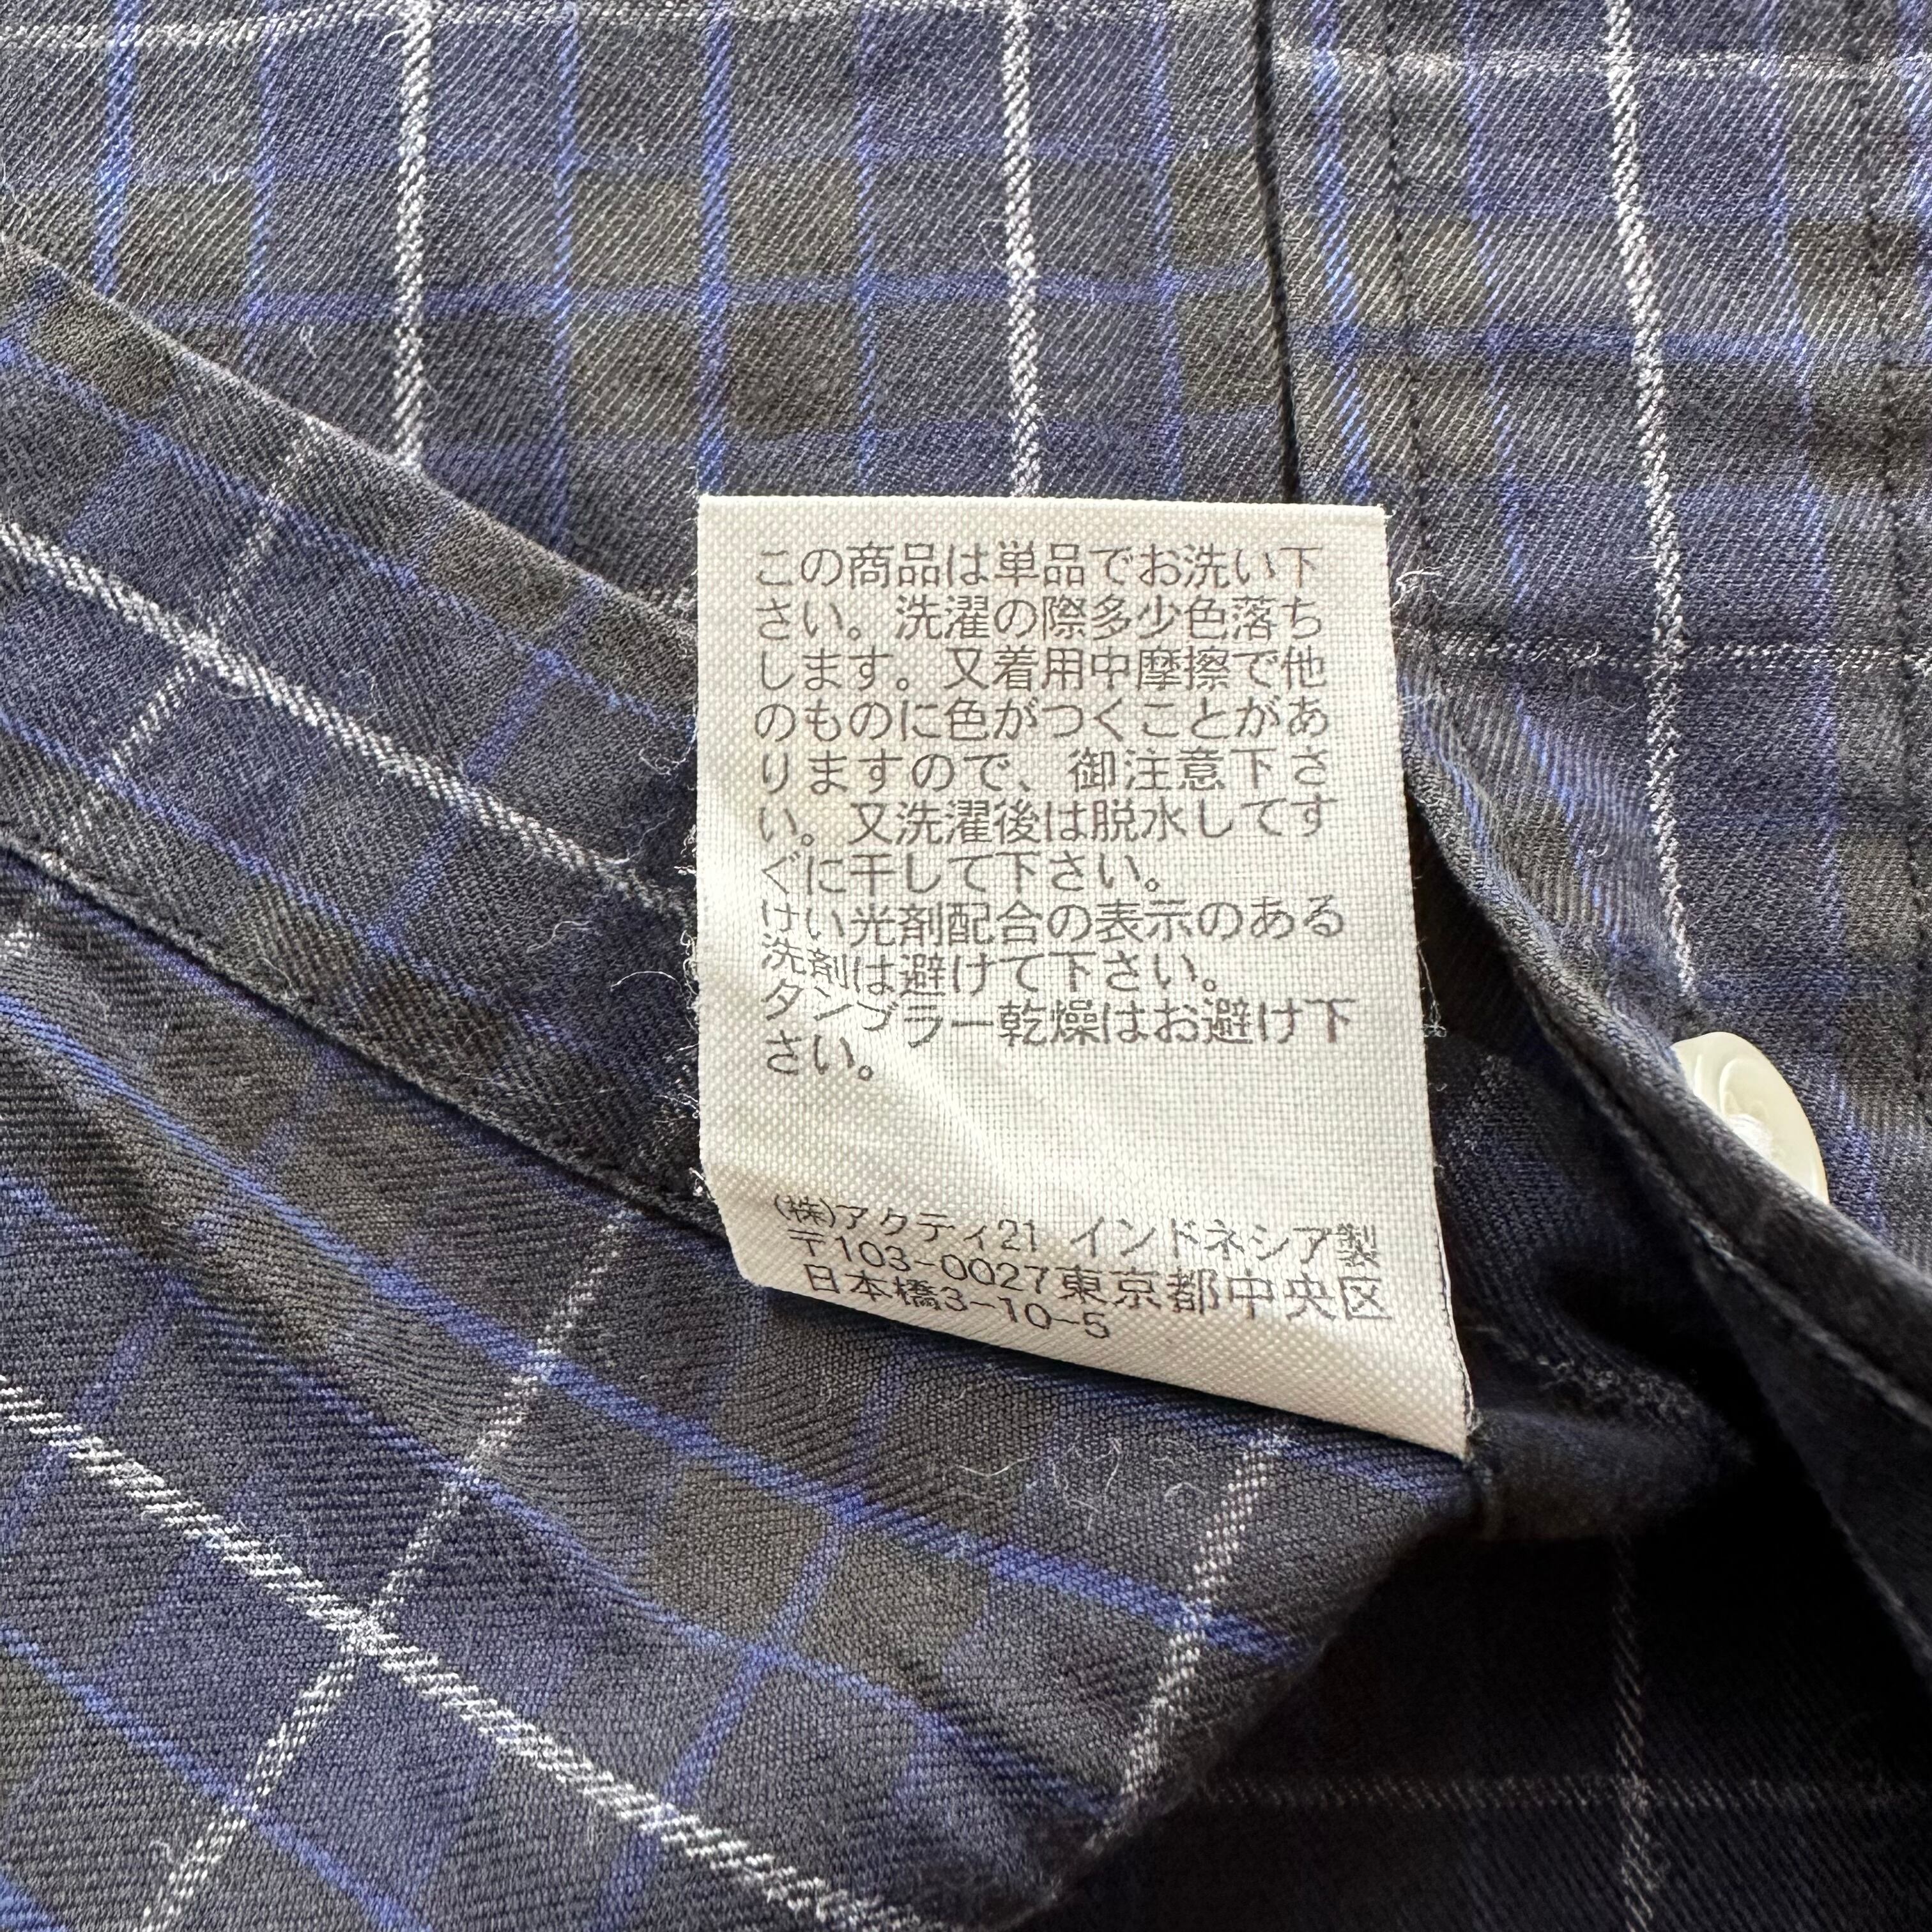 この商品は単品でお洗い下
さい。洗濯の際多少色落ち
します。又着用中摩擦で他
のものに色がつくことがあ
りますので、御注意下さ
い。又洗濯後は脱水してす
ぐに干して下さい。
けい光剤配合の表示のある
洗剤は避けて下さい。
タンブラー乾燥はお避け下
さい。
(株)アクティ21 インドネシア製
〒103-0027東京都中央区
日本橋3-10-5